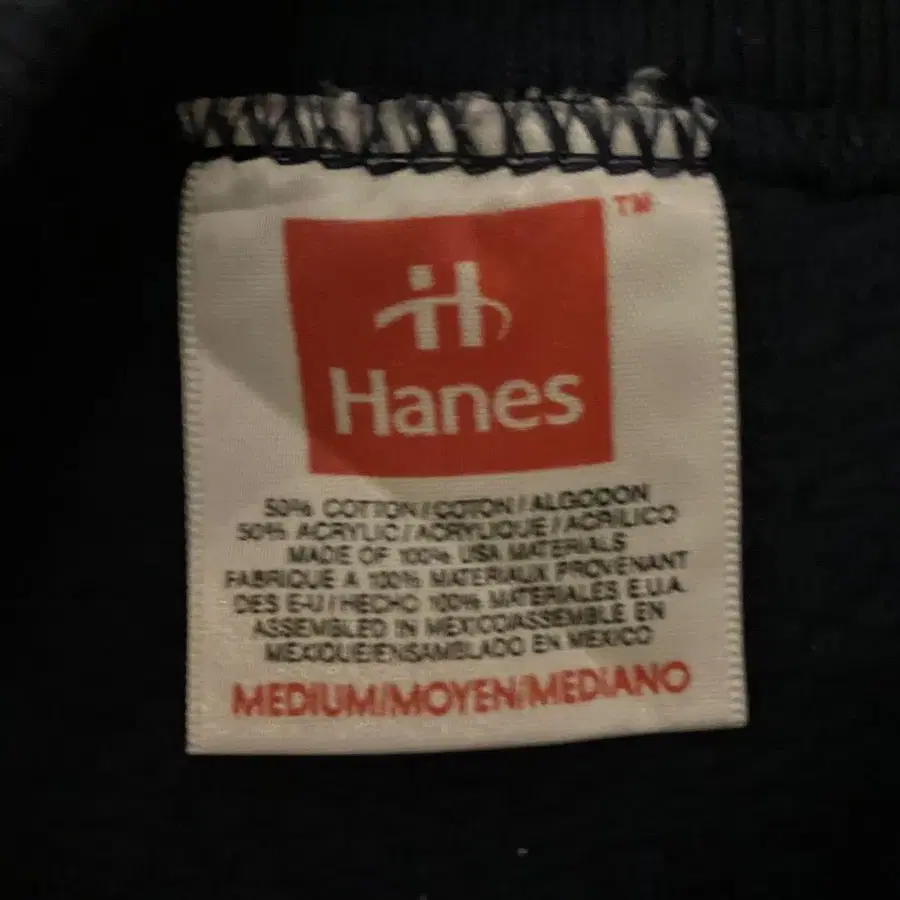 TM
H
Hanes
50% COTTON/COTON/ALGODON
50% ACRYLIC/ACRYLIQUE/ACRILICO
MADE OF 100% USA MATERIALS
FABRIQUE A 100% MATERIAUX PROVENANT
DES E-U/HECHO 100% MATERIALES E.U.A.
ASSEMBLED IN MEXICO/ASSEMBLE EN
MEXIQUE/ENSAMBLADO EN MEXICO
MEDIUM/MOYEN/MEDIANO